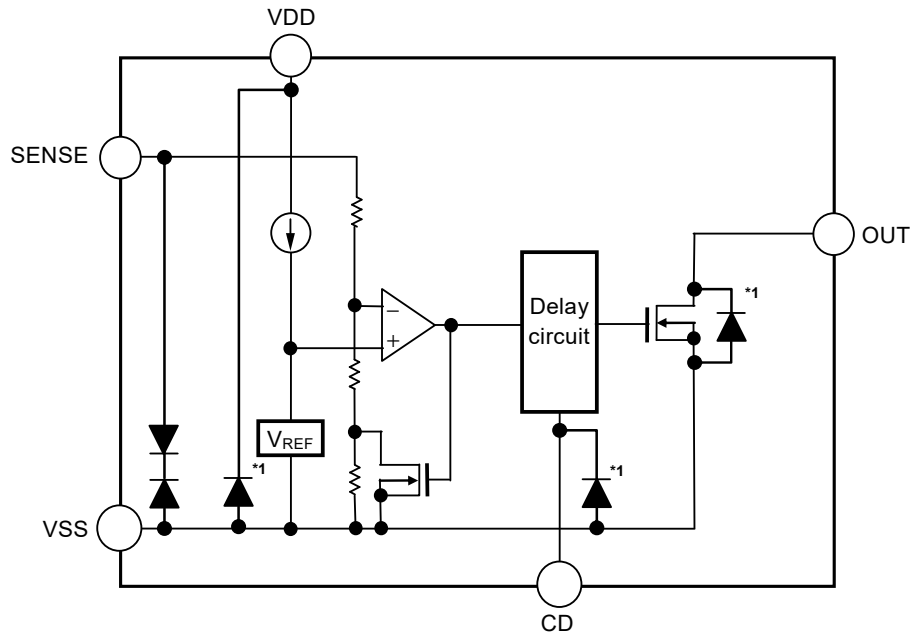 VDD
SENSE
OUT
*1
Delay
circuit
−
+
VREF
*1
*1
VSS
CD